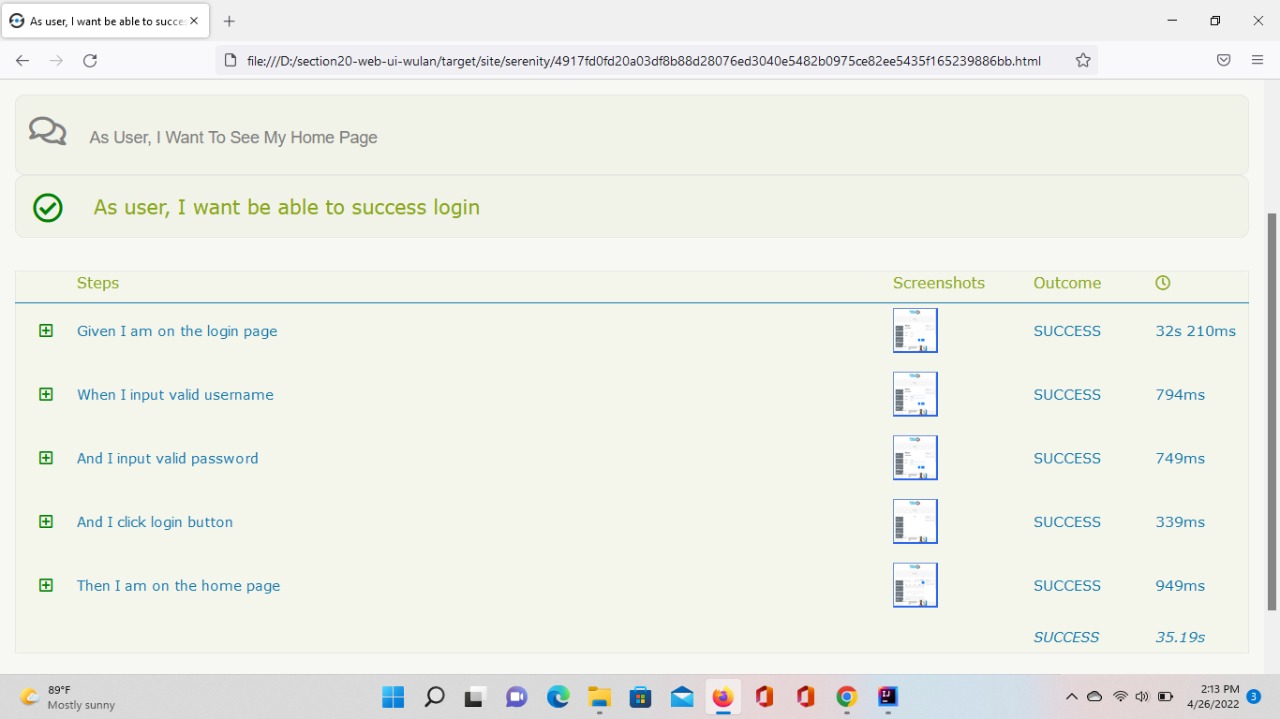 As user, I want be able to succe
file:///D:/section20-web-ui-wulan/target/site/serenity/4917fd0fd20a03df8b88d28076ed3040e5482b0975ce82ee5435f165239886bb.html
As User, I Want To See My Home Page
As user, I want be able to success login
Steps Screenshots Outcome
Given I am on the login page SUCCESS 32s 210ms
When I input valid username SUCCESS 794ms
And I input valid password SUCCESS 749ms
And I click login button SUCCESS 339ms
Then I am on the home page SUCCESS 949ms
SUCCESS 35.19s
89°F
Mostly sunny
2:13 PM
4/26/2022
3